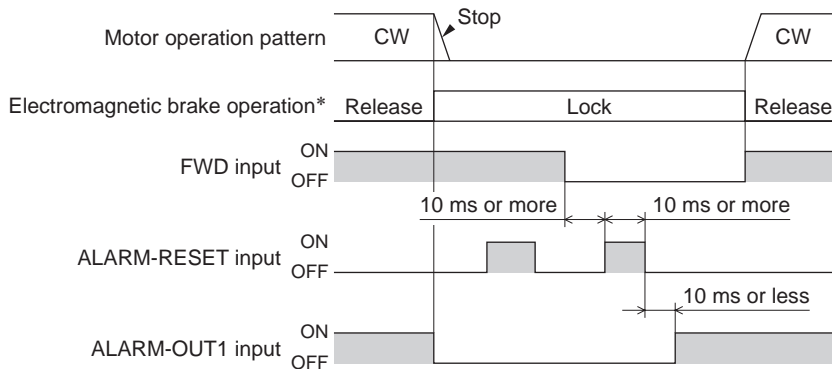 Stop
Motor operation pattern CW CW
Electromagnetic brake operation* Release Lock Release
FWD input ON
OFF
10 ms or more 10 ms or more
ALARM-RESET input ON
OFF
10 ms or less
ALARM-OUT1 input ON
OFF